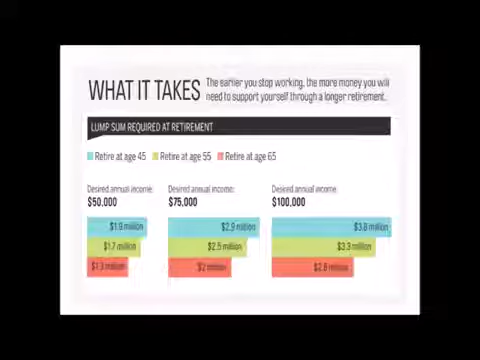 WHAT IT TAKES
The earlier you stop working, the more money you will
need to support yourself through a longer retirement.
LUMP SUM REQUIRED AT RETIREMENT
Retire at age 45 Retire at age 55 Retire at age 65
Desired annual income: Desired annual income: Desired annual income:
$50,000 $75,000 $100,000
$1.9 million $2.9 million $3.8 million
$1.7 million $2.5 million $3.3 million
$1.3 million $2 million $2.6 million